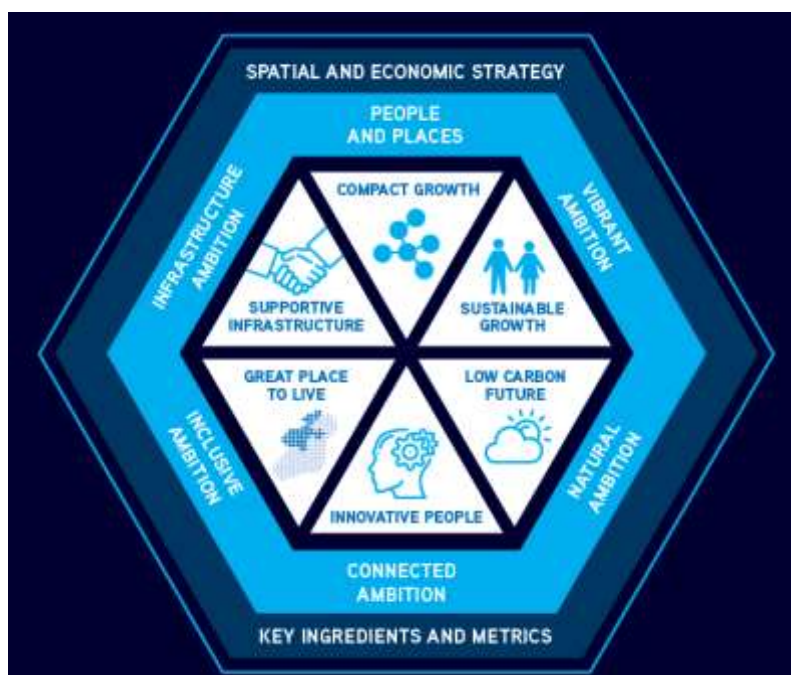 SPATIAL AND ECONOMIC STRATEGY
PEOPLE
AND PLACES
INFRASTRUCTURE
AMBITION
VIBRANT
AMBITION
COMPACT GROWTH
SUPPORTIVE
INFRASTRUCTURE
SUSTAINABLE
GROWTH
GREAT PLACE
TO LIVE
LOW CARBON
FUTURE
INNOVATIVE PEOPLE
INCLUSIVE
AMBITION
NATURAL
AMBITION
CONNECTED
AMBITION
KEY INGREDIENTS AND METRICS